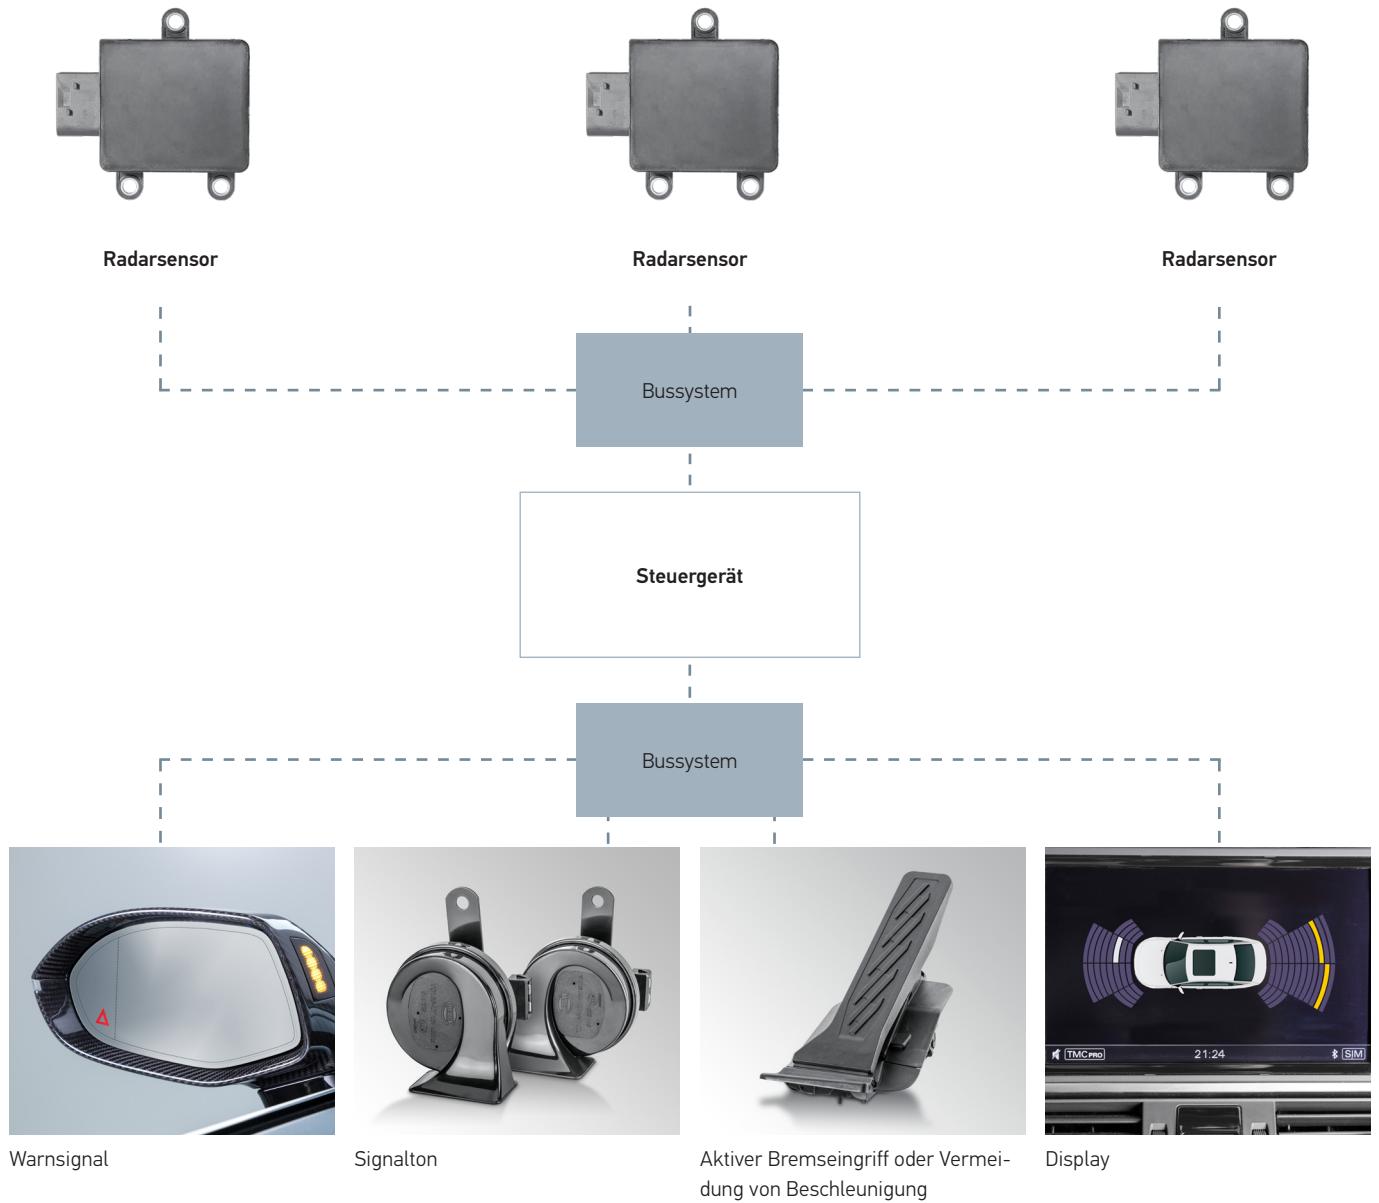 Radarsensor
Radarsensor
Radarsensor
Bussystem
Steuergerät
Bussystem
TMC PRO
21:24
SIM
Warnsignal
Signalton
Aktiver Bremseingriff oder Vermei-
dung von Beschleunigung
Display